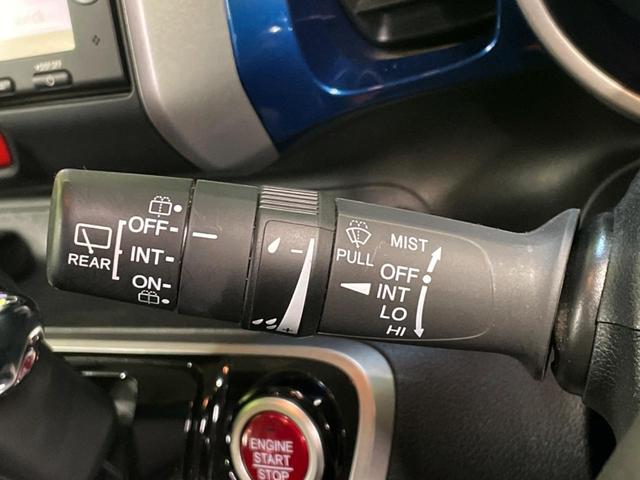 REAR
OFF
INT
ON
PULL
MIST
OFF
INT
LO
HI
ENGINE
START
STOP